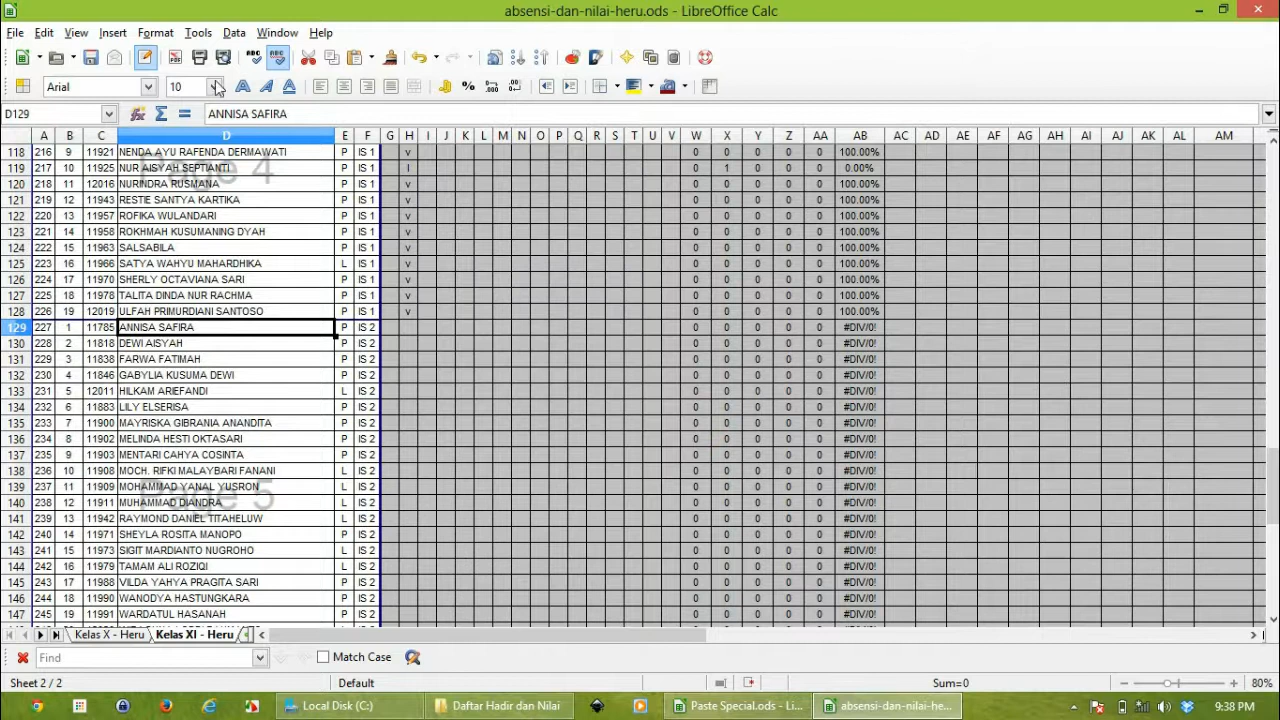 absensi-dan-nilai-heru.ods - LibreOffice Calc
File Edit View Insert Format Tools Data Window Help
Arial 10
D129 ANNISA SAFIRA
A B C D E F G H I J K L M N O P Q R S T U V W X Y Z AA AB AC AD AE AF AG AH AI AJ AK AL AM
118 216 9 11921 NENDA AYU RAFENDA DERMAWATI P IS 1 v 0 0 0 0 0 100.00%
119 217 10 11925 NUR AISYAH SEPTIANTI P IS 1 I 0 1 0 0 0 0.00%
Page 4
120 218 11 12016 NURINDRA RUSMANA P IS 1 v 0 0 0 0 0 100.00%
121 219 12 11943 RESTIE SANTYA KARTIKA P IS 1 v 0 0 0 0 0 100.00%
122 220 13 11957 ROFIKA WULANDARI P IS 1 v 0 0 0 0 0 100.00%
123 221 14 11958 ROKHMAH KUSUMANING DYAH P IS 1 v 0 0 0 0 0 100.00%
124 222 15 11963 SALSABILA P IS 1 v 0 0 0 0 0 100.00%
125 223 16 11966 SATYA WAHYU MAHARDHIKA L IS 1 v 0 0 0 0 0 100.00%
126 224 17 11970 SHERLY OCTAVIANA SARI P IS 1 v 0 0 0 0 0 100.00%
127 225 18 11978 TALITA DINDA NUR RACHMA P IS 1 v 0 0 0 0 0 100.00%
128 226 19 12019 ULFAH PRIMURDIANI SANTOSO P IS 1 v 0 0 0 0 0 100.00%
129 227 1 11785 ANNISA SAFIRA P IS 2 0 0 0 0 0 #DIV/0!
130 228 2 11818 DEWI AISYAH P IS 2 0 0 0 0 0 #DIV/0!
131 229 3 11838 FARWA FATIMAH P IS 2 0 0 0 0 0 #DIV/0!
132 230 4 11846 GABYLIA KUSUMA DEWI P IS 2 0 0 0 0 0 #DIV/0!
133 231 5 12011 HILKAM ARIEFANDI L IS 2 0 0 0 0 0 #DIV/0!
134 232 6 11883 LILY ELSERISA P IS 2 0 0 0 0 0 #DIV/0!
135 233 7 11900 MAYRISKA GIBRANIA ANANDITA P IS 2 0 0 0 0 0 #DIV/0!
136 234 8 11902 MELINDA HESTI OKTASARI P IS 2 0 0 0 0 0 #DIV/0!
137 235 9 11903 MENTARI CAHYA COSINTA P IS 2 0 0 0 0 0 #DIV/0!
138 236 10 11908 MOCH. RIFKI MALAYBARI FANANI L IS 2 0 0 0 0 0 #DIV/0!
139 237 11 11909 MOHAMMAD YANAL YUSRON L IS 2 0 0 0 0 0 #DIV/0!
Page 5
140 238 12 11911 MUHAMMAD DIANDRA L IS 2 0 0 0 0 0 #DIV/0!
141 239 13 11942 RAYMOND DANIEL TITAHELUW L IS 2 0 0 0 0 0 #DIV/0!
142 240 14 11971 SHEYLA ROSITA MANOPO P IS 2 0 0 0 0 0 #DIV/0!
143 241 15 11973 SIGIT MARDIANTO NUGROHO L IS 2 0 0 0 0 0 #DIV/0!
144 242 16 11979 TAMAM ALI ROZIQI L IS 2 0 0 0 0 0 #DIV/0!
145 243 17 11988 VILDA YAHYA PRAGITA SARI P IS 2 0 0 0 0 0 #DIV/0!
146 244 18 11990 WANODYA HASTUNGKARA P IS 2 0 0 0 0 0 #DIV/0!
147 245 19 11991 WARDATUL HASANAH P IS 2 0 0 0 0 0 #DIV/0!
Kelas X - Heru Kelas XI - Heru
Find Match Case
Sheet 2 / 2 Default Sum=0 80%
Local Disk (C:) Daftar Hadir dan Nilai Paste Special.ods - Li... absensi-dan-nilai-he... 9:38 PM